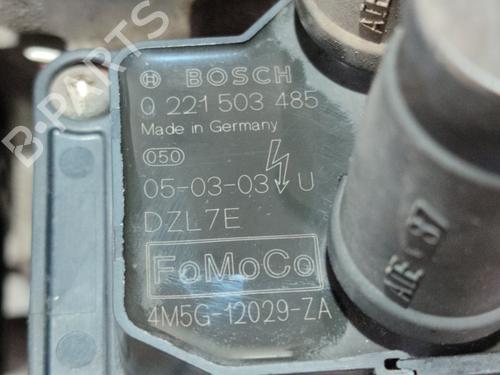 BOSCH
0 221 503 485
Made in Germany
050
05-03-03 U
DZL7E
FoMoCo
4M5G-12029-ZA
B-PARTS